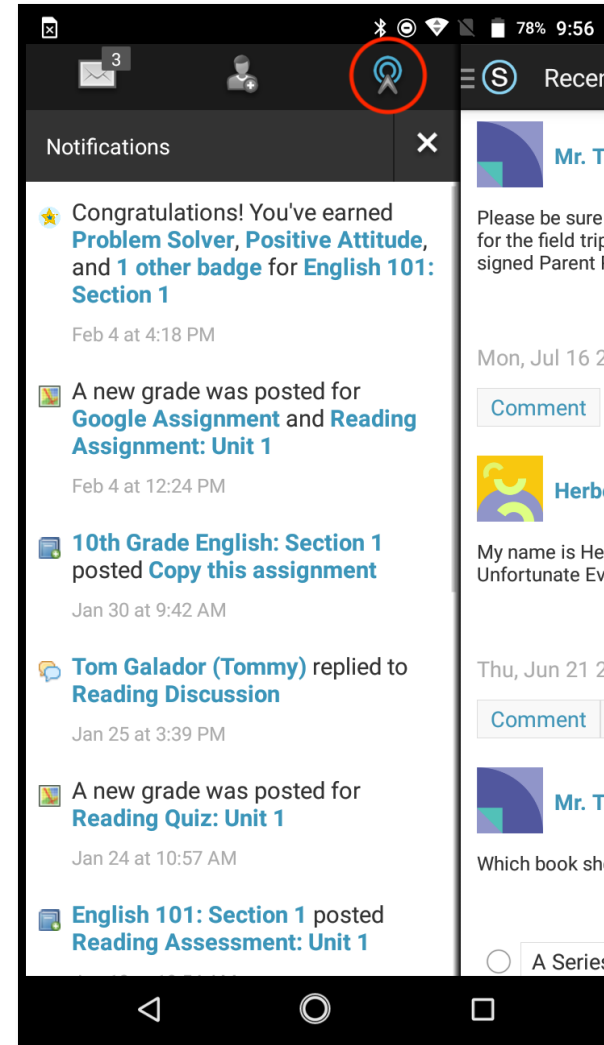 78% 9:56
3
S Recen
Notifications ×
Congratulations! You've earned
Problem Solver, Positive Attitude,
and 1 other badge for English 101:
Section 1
Feb 4 at 4:18 PM
A new grade was posted for
Google Assignment and Reading
Assignment: Unit 1
Feb 4 at 12:24 PM
10th Grade English: Section 1
posted Copy this assignment
Jan 30 at 9:42 AM
Tom Galador (Tommy) replied to
Reading Discussion
Jan 25 at 3:39 PM
A new grade was posted for
Reading Quiz: Unit 1
Jan 24 at 10:57 AM
English 101: Section 1 posted
Reading Assessment: Unit 1
Mr. T
Please be sure
for the field trip
signed Parent
Mon, Jul 16 2
Comment
Herb
My name is He
Unfortunate Ev
Thu, Jun 21 2
Comment
Mr. T
Which book sh
A Series